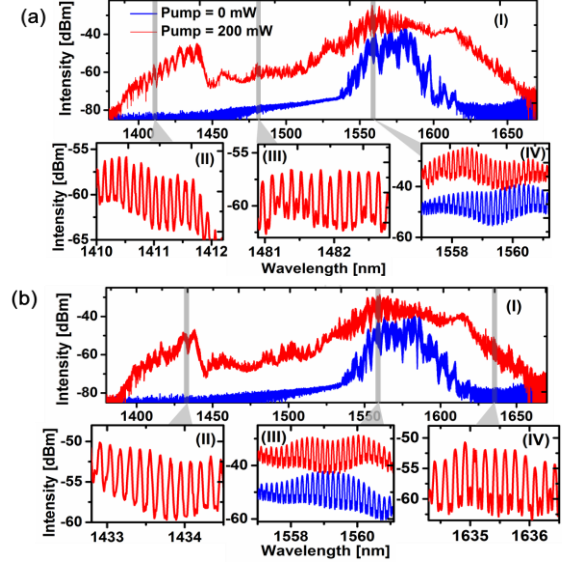 (a)
Pump = 0 mW
Pump = 200 mW
(I)
Intensity [dBm]
-40
-60
-80
1400 1450 1500 1550 1600 1650
Intensity [dBm]
-55
-60
-65
(II)
1410 1411 1412
-55
-60
(III)
1481 1482
-40
-60
(IV)
1558 1560
Wavelength [nm]
(b)
Intensity [dBm]
-40
-60
-80
(I)
1400 1450 1500 1550 1600 1650
Intensity [dBm]
-50
-55
-60
(II)
1433 1434
-40
-60
(III)
1558 1560
-50
-55
-60
(IV)
1635 1636
Wavelength [nm]